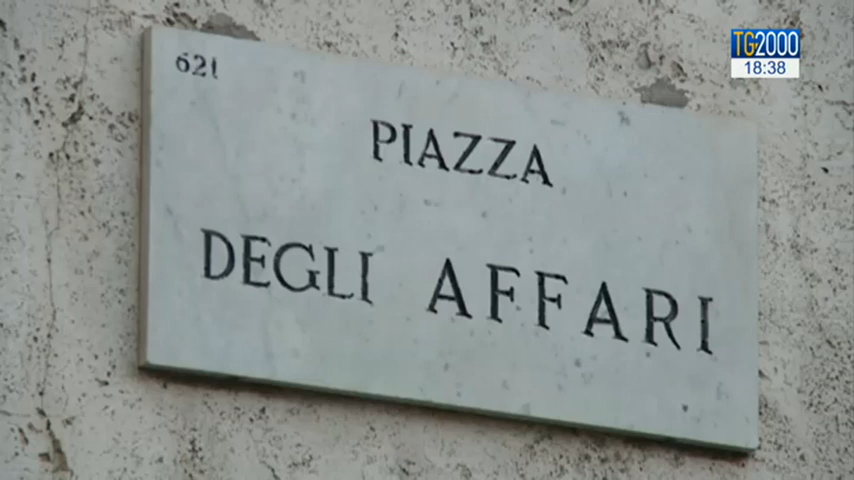 TG2000
18:38
621
PIAZZA
DEGLI AFFARI